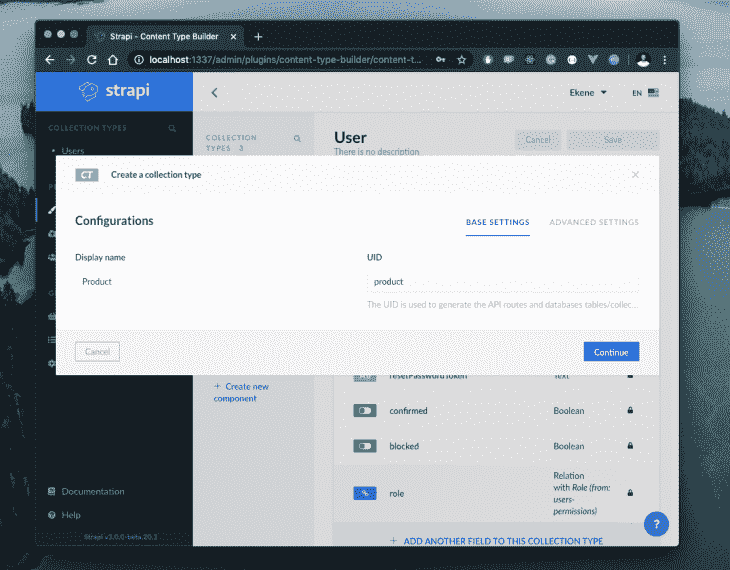 Strapi - Content Type Builder
localhost:1337/admin/plugins/content-type-builder/content-t...
strapi
Ekene
EN
COLLECTION TYPES
Users
COLLECTION
TYPES 3
User
There is no description
Cancel
Save
CT
Create a collection type
Configurations
BASE SETTINGS
ADVANCED SETTINGS
Display name
UID
Product
product
The UID is used to generate the API routes and databases tables/collec...
Cancel
Continue
+ Create new
component
resetPasswordToken
Text
confirmed
Boolean
blocked
Boolean
role
Relation
with Role (from:
users-
permissions)
+ ADD ANOTHER FIELD TO THIS COLLECTION TYPE
?
Documentation
Help
Strapi v3.0.0-beta.20.3